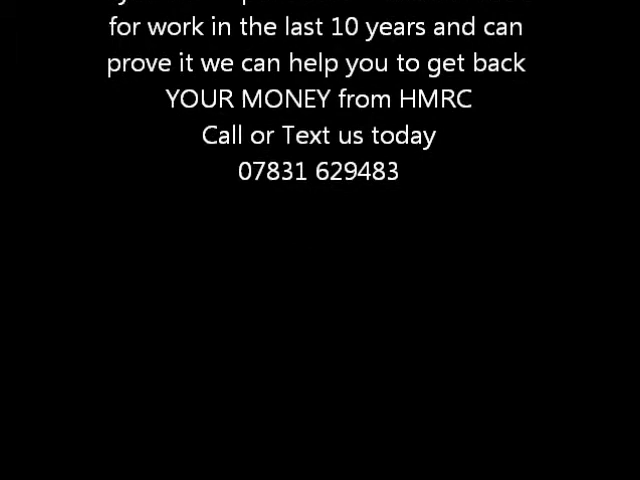 for work in the last 10 years and can
prove it we can help you to get back
YOUR MONEY from HMRC
Call or Text us today
07831 629483